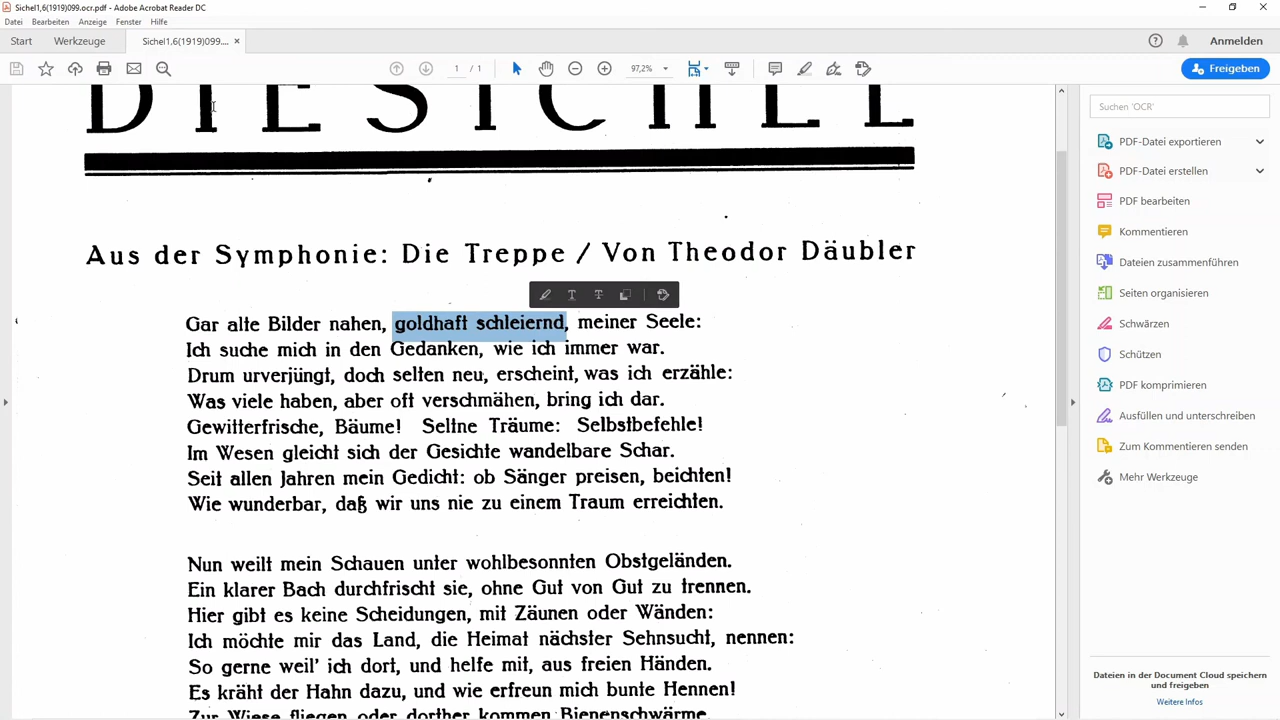 Sichel1,6(1919)099.ocr.pdf - Adobe Acrobat Reader DC
Datei Bearbeiten Anzeige Fenster Hilfe
Start Werkzeuge Sichel1,6(1919)099.... × Anmelden
1 / 1 97,2% Freigeben
DIE SICHEL
Aus der Symphonie: Die Treppe / Von Theodor Däubler
Gar alte Bilder nahen, goldhaft schleiernd, meiner Seele:
Ich suche mich in den Gedanken, wie ich immer war.
Drum urverjüngt, doch selten neu, erscheint, was ich erzähle:
Was viele haben, aber oft verschmähen, bring ich dar.
Gewitterfrische, Bäume! Seltne Träume: Selbstbefehle!
Im Wesen gleicht sich der Gesichte wandelbare Schar.
Seit allen Jahren mein Gedicht: ob Sänger preisen, beichten!
Wie wunderbar, daß wir uns nie zu einem Traum erreichten.
Nun weilt mein Schauen unter wohlbesonnten Obstgeländen.
Ein klarer Bach durchfrischt sie, ohne Gut von Gut zu trennen.
Hier gibt es keine Scheidungen, mit Zäunen oder Wänden:
Ich möchte mir das Land, die Heimat nächster Sehnsucht, nennen:
So gerne weil' ich dort, und helfe mit, aus freien Händen.
Es kräht der Hahn dazu, und wie erfreun mich bunte Hennen!
Zur Wiese fliegen oder dorther kommen Bienenschwärme.
Suchen 'OCR'
PDF-Datei exportieren
PDF-Datei erstellen
PDF bearbeiten
Kommentieren
Dateien zusammenführen
Seiten organisieren
Schwärzen
Schützen
PDF komprimieren
Ausfüllen und unterschreiben
Zum Kommentieren senden
Mehr Werkzeuge
Dateien in der Document Cloud speichern
und freigeben
Weitere Infos